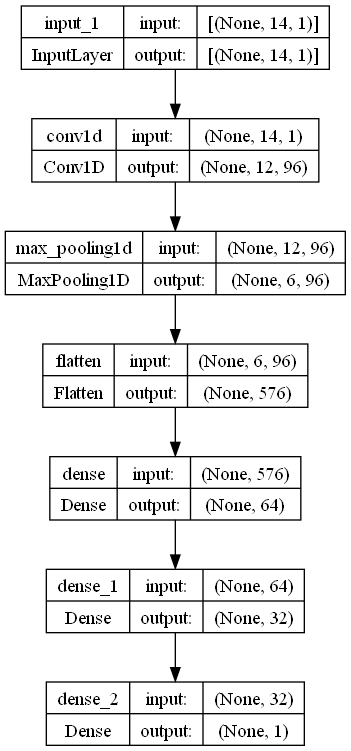 input_1 input: [(None, 14, 1)]
InputLayer output: [(None, 14, 1)]
conv1d input: (None, 14, 1)
Conv1D output: (None, 12, 96)
max_pooling1d input: (None, 12, 96)
MaxPooling1D output: (None, 6, 96)
flatten input: (None, 6, 96)
Flatten output: (None, 576)
dense input: (None, 576)
Dense output: (None, 64)
dense_1 input: (None, 64)
Dense output: (None, 32)
dense_2 input: (None, 32)
Dense output: (None, 1)